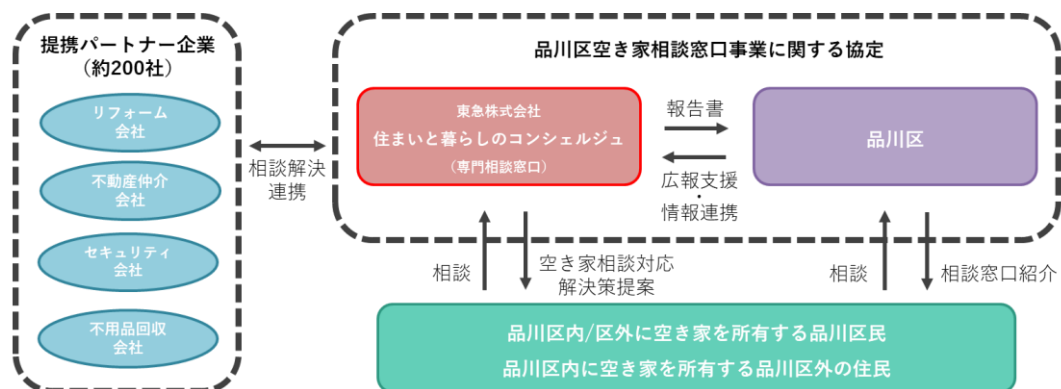 提携パートナー企業
（約200社）
リフォーム
会社
不動産仲介
会社
セキュリティ
会社
不用品回収
会社
相談解決
連携
品川区空き家相談窓口事業に関する協定
東急株式会社
住まいと暮らしのコンシェルジュ
（専門相談窓口）
報告書
広報支援
・
情報連携
品川区
相談
空き家相談対応
解決策提案
相談
相談窓口紹介
品川区内/区外に空き家を所有する品川区民
品川区内に空き家を所有する品川区外の住民